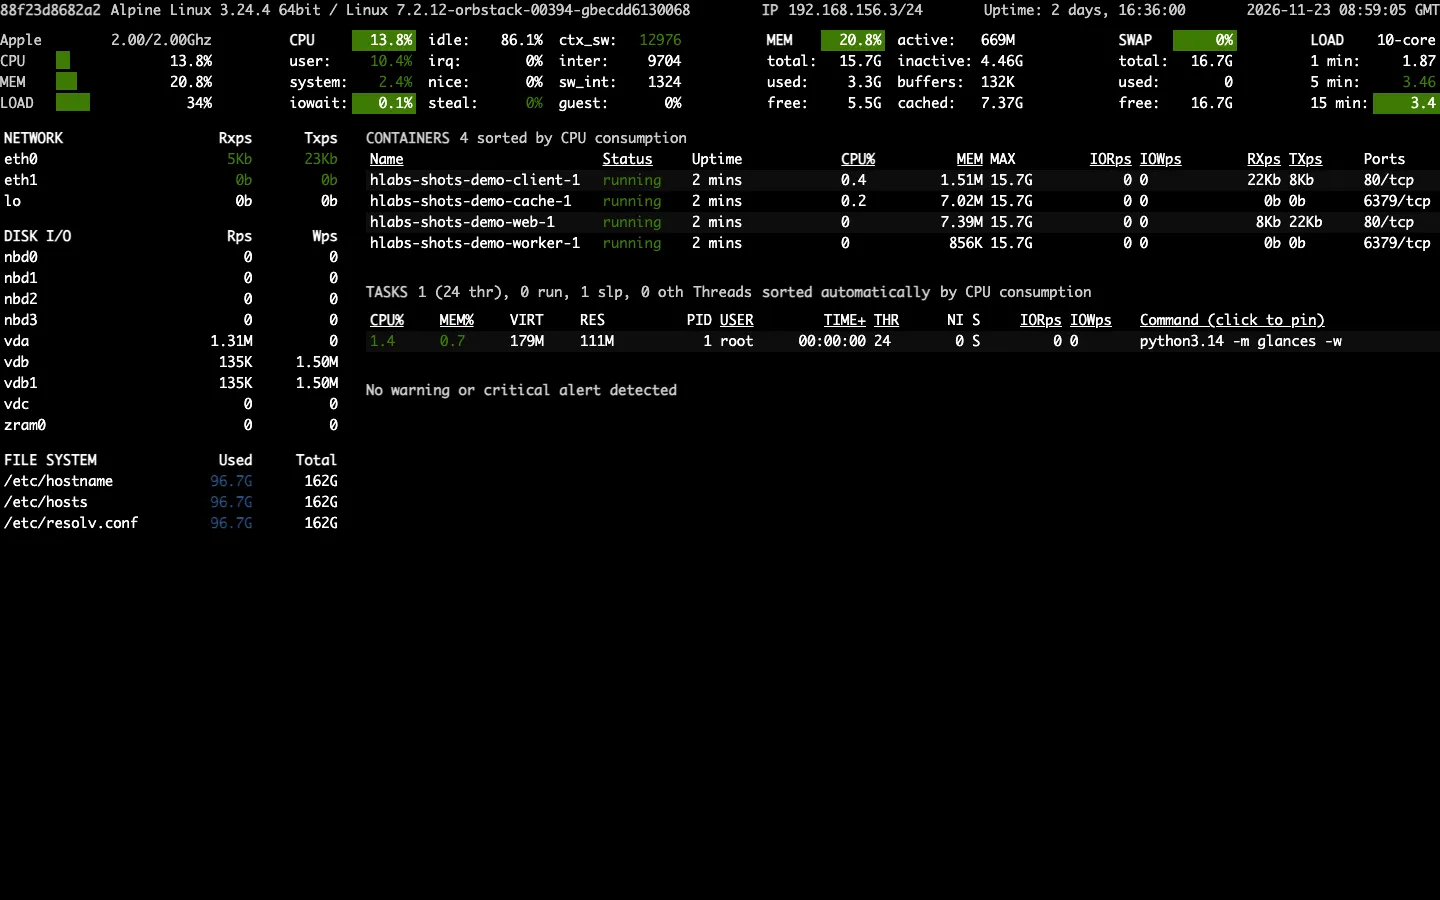 88f23d8682a2 Alpine Linux 3.24.4 64bit / Linux 7.2.12-orbstack-00394-gbecdd6130068 IP 192.168.156.3/24 Uptime: 2 days, 16:36:00 2026-11-23 08:59:05 GMT
Apple 2.00/2.00Ghz CPU 13.8% idle: 86.1% ctx_sw: 12976 MEM 20.8% active: 669M SWAP 0% LOAD 10-core
CPU 13.8% user: 10.4% irq: 0% inter: 9704 total: 15.7G inactive: 4.46G total: 16.7G 1 min: 1.87
MEM 20.8% system: 2.4% nice: 0% sw_int: 1324 used: 3.3G buffers: 132K used: 0 5 min: 3.46
LOAD 34% iowait: 0.1% steal: 0% guest: 0% free: 5.5G cached: 7.37G free: 16.7G 15 min: 3.4
NETWORK Rxps Txps
eth0 5Kb 23Kb
eth1 0b 0b
lo 0b 0b
DISK I/O Rps Wps
nbd0 0 0
nbd1 0 0
nbd2 0 0
nbd3 0 0
vda 1.31M 0
vdb 135K 1.50M
vdb1 135K 1.50M
vdc 0 0
zram0 0 0
FILE SYSTEM Used Total
/etc/hostname 96.7G 162G
/etc/hosts 96.7G 162G
/etc/resolv.conf 96.7G 162G
CONTAINERS 4 sorted by CPU consumption
Name Status Uptime CPU% MEM MAX IORps IOWps RXps TXps Ports
hlabs-shots-demo-client-1 running 2 mins 0.4 1.51M 15.7G 0 0 22Kb 8Kb 80/tcp
hlabs-shots-demo-cache-1 running 2 mins 0.2 7.02M 15.7G 0 0 0b 0b 6379/tcp
hlabs-shots-demo-web-1 running 2 mins 0 7.39M 15.7G 0 0 8Kb 22Kb 80/tcp
hlabs-shots-demo-worker-1 running 2 mins 0 856K 15.7G 0 0 0b 0b 6379/tcp
TASKS 1 (24 thr), 0 run, 1 slp, 0 oth Threads sorted automatically by CPU consumption
CPU% MEM% VIRT RES PID USER TIME+ THR NI S IORps IOWps Command (click to pin)
1.4 0.7 179M 111M 1 root 00:00:00 24 0 S 0 0 python3.14 -m glances -w
No warning or critical alert detected